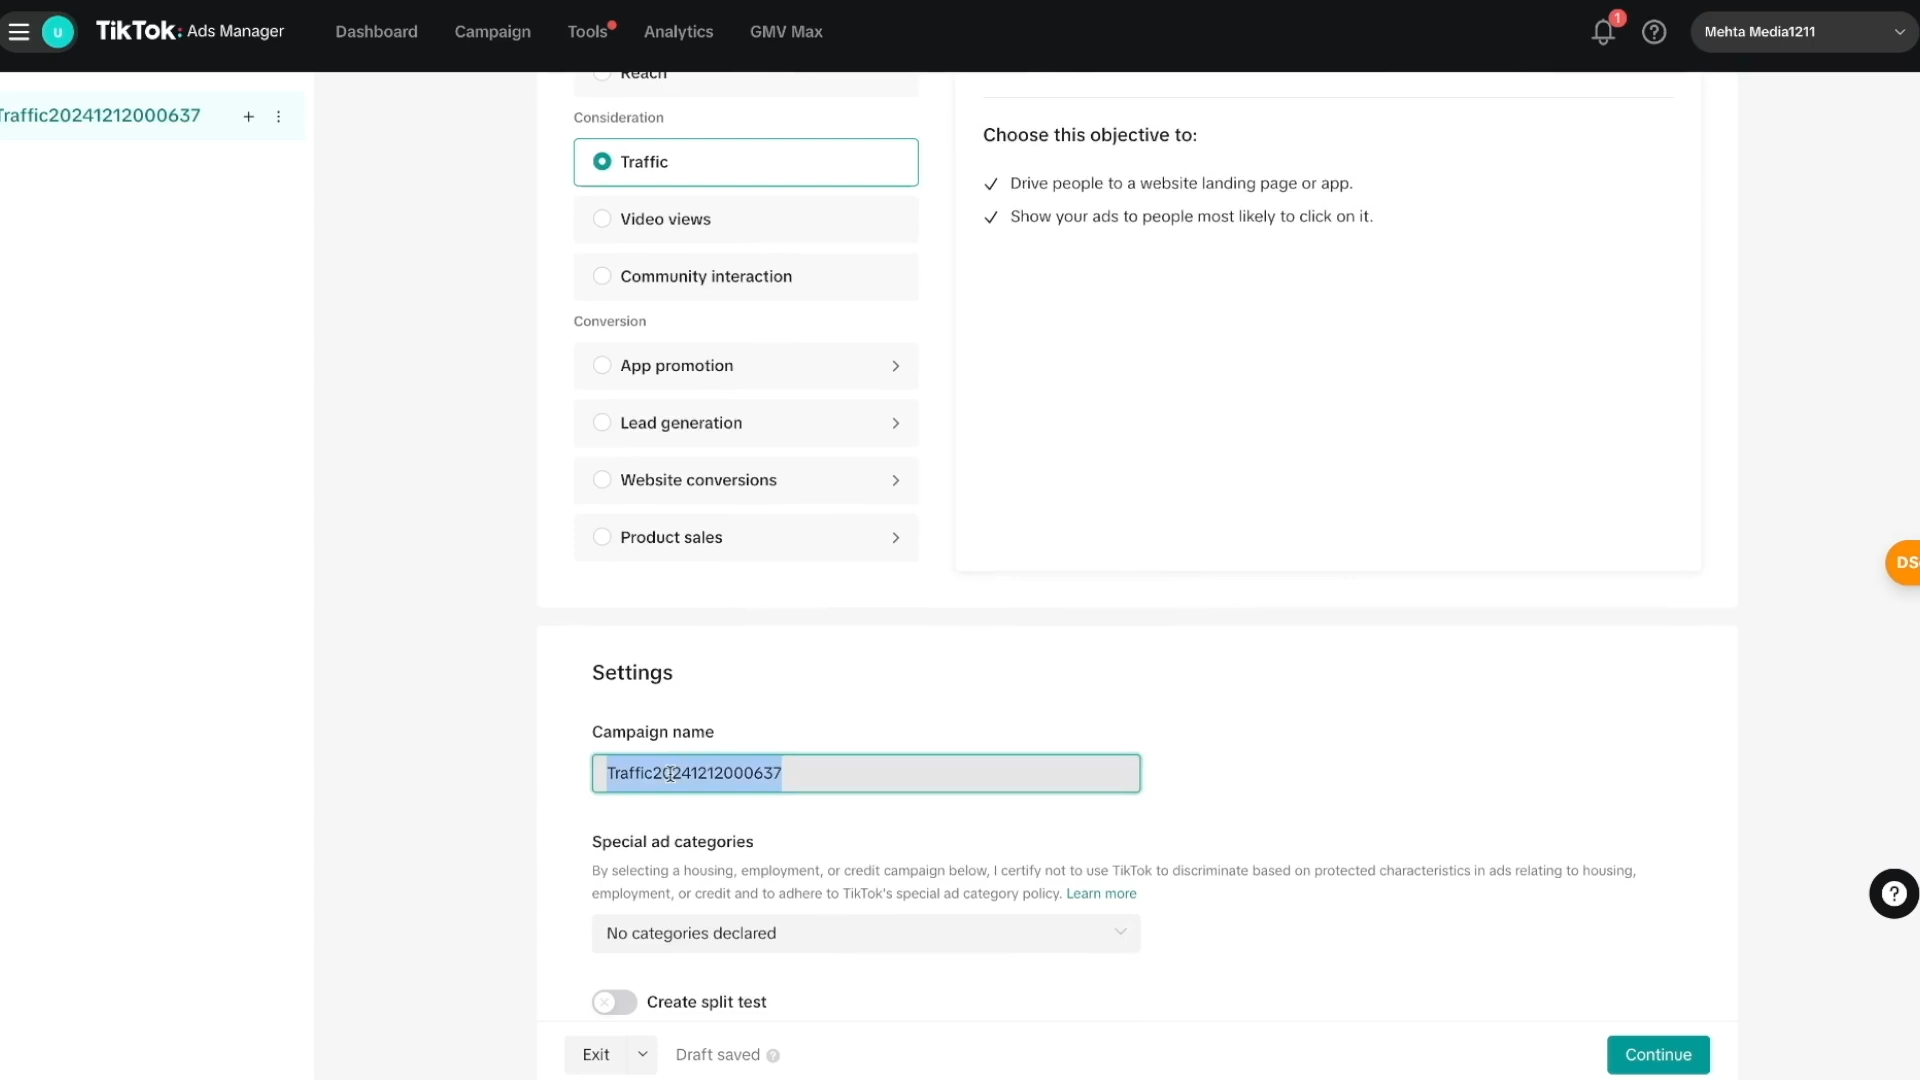 U
TikTok: Ads Manager
Dashboard
Campaign
Tools
Analytics
GMV Max
1
Mehta Media1211
Traffic20241212000637
Reach
Consideration
Traffic
Video views
Community interaction
Conversion
App promotion
Lead generation
Website conversions
Product sales
Choose this objective to:
Drive people to a website landing page or app.
Show your ads to people most likely to click on it.
DS
Settings
Campaign name
Traffic20241212000637
Special ad categories
By selecting a housing, employment, or credit campaign below, I certify not to use TikTok to discriminate based on protected characteristics in ads relating to housing,
employment, or credit and to adhere to TikTok's special ad category policy. Learn more
No categories declared
Create split test
Exit
Draft saved
Continue